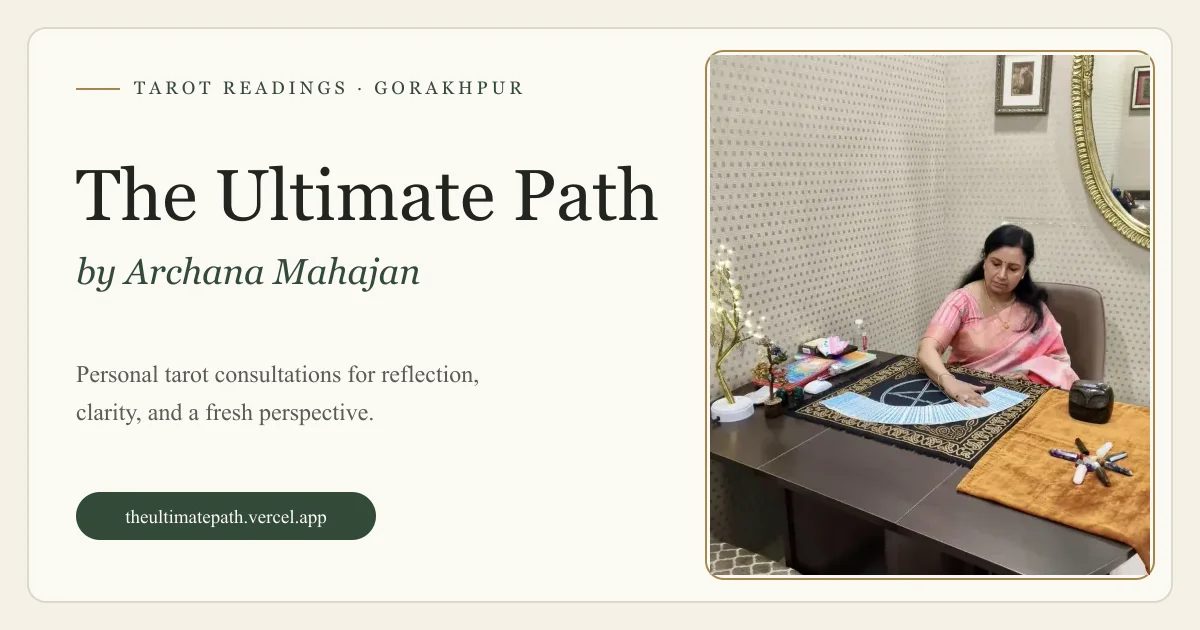 TAROT READINGS · GORAKHPUR
The Ultimate Path
by Archana Mahajan
Personal tarot consultations for reflection,
clarity, and a fresh perspective.
theultimatepath.vercel.app